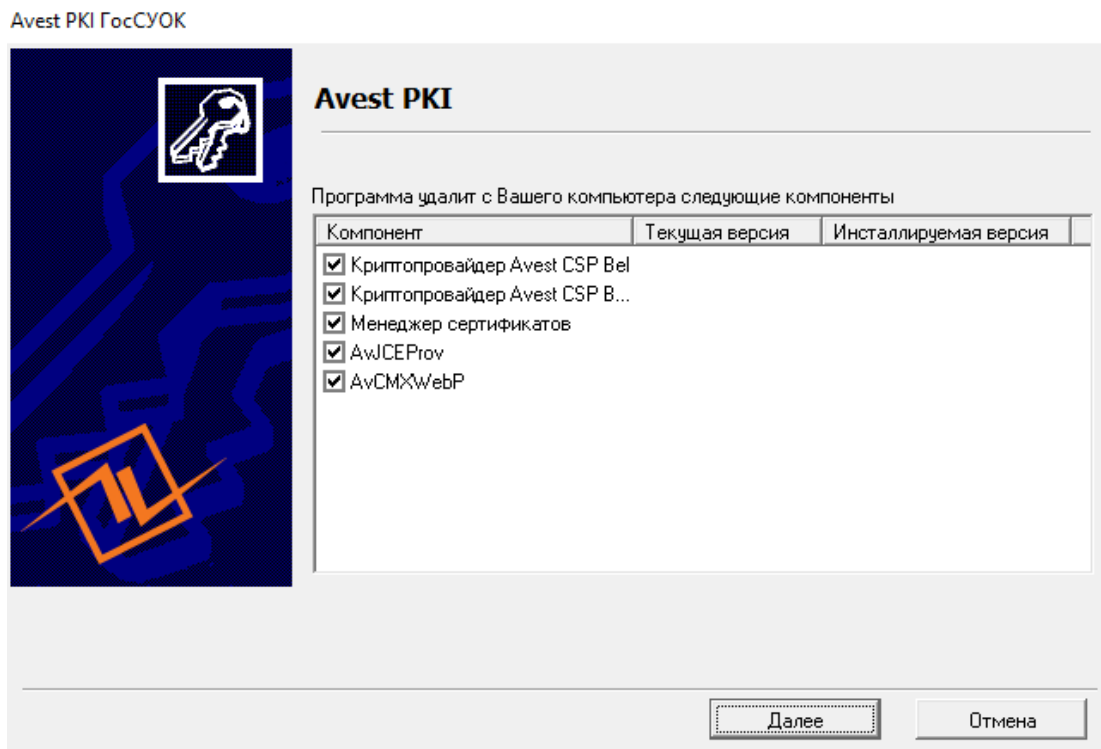 Avest PKI ГосСУОК
Avest PKI
Программа удалит с Вашего компьютера следующие компоненты
Компонент Текущая версия Инсталлируемая версия
Криптопровайдер Avest CSP Bel
Криптопровайдер Avest CSP B...
Менеджер сертификатов
AvJCEProv
AvCMXWebP
Далее Отмена